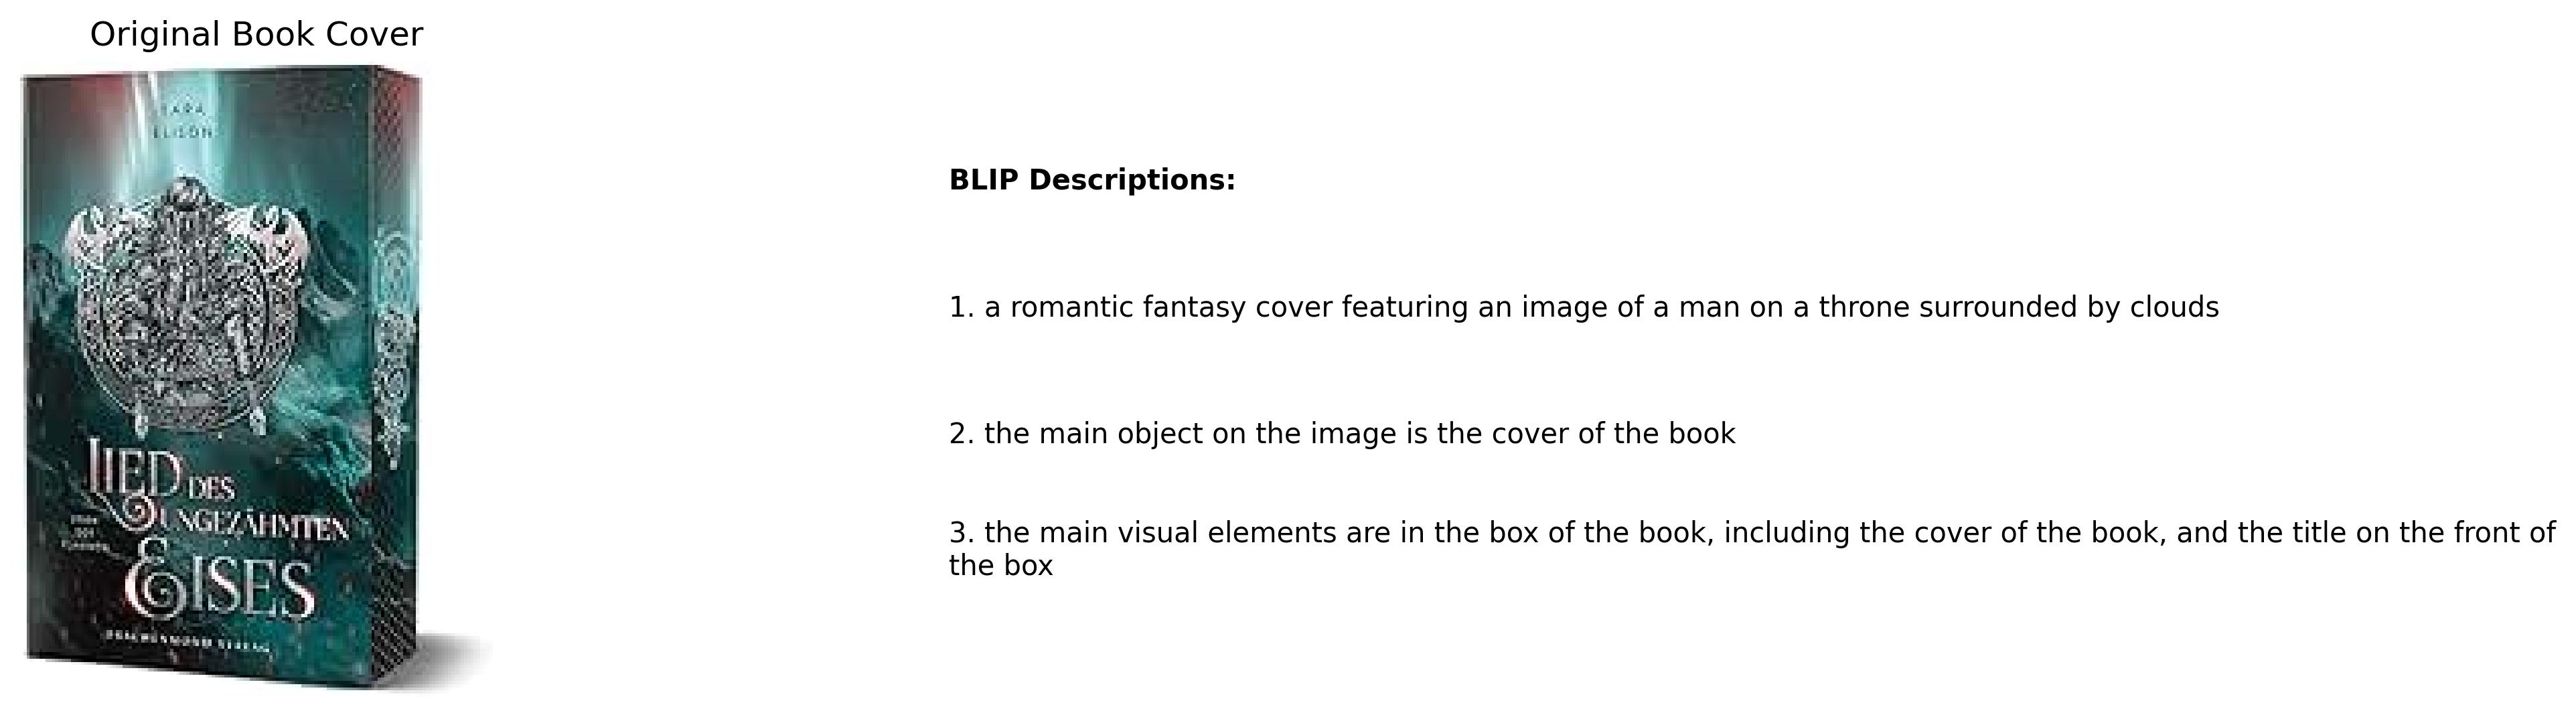 Original Book Cover
LIED DES
UNGEZÄHMTEN
EISES
BLIP Descriptions:
1. a romantic fantasy cover featuring an image of a man on a throne surrounded by clouds
2. the main object on the image is the cover of the book
3. the main visual elements are in the box of the book, including the cover of the book, and the title on the front of
the box